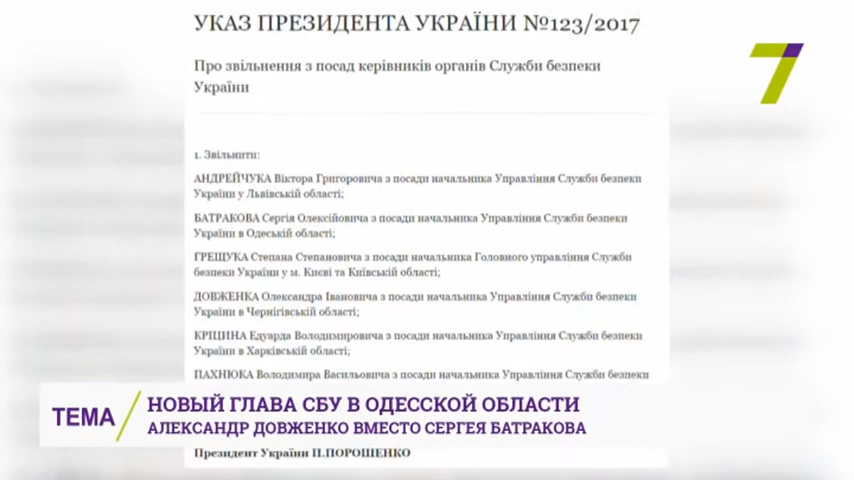 УКАЗ ПРЕЗИДЕНТА УКРАЇНИ №123/2017
7
Про звільнення з посад керівників органів Служби безпеки
України
1. Звільнити:
АНДРЕЙЧУКА Віктора Григоровича з посади начальника Управління Служби безпеки
України у Львівській області;
БАТРАКОВА Сергія Олексійовича з посади начальника Управління Служби безпеки
України в Одеській області;
ГРЕЩУКА Степана Степановича з посади начальника Головного управління Служби
безпеки України у м. Києві та Київській області;
ДОВЖЕНКА Олександра Івановича з посади начальника Управління Служби безпеки
України в Чернігівській області;
КРІЦИНА Едуарда Володимировича з посади начальника Управління Служби безпеки
України в Харківській області;
ПАХНЮКА Володимира Васильовича з посади начальника Управління Служби безпеки
ТЕМА
НОВЫЙ ГЛАВА СБУ В ОДЕССКОЙ ОБЛАСТИ
АЛЕКСАНДР ДОВЖЕНКО ВМЕСТО СЕРГЕЯ БАТРАКОВА
Президент України П.ПОРОШЕНКО